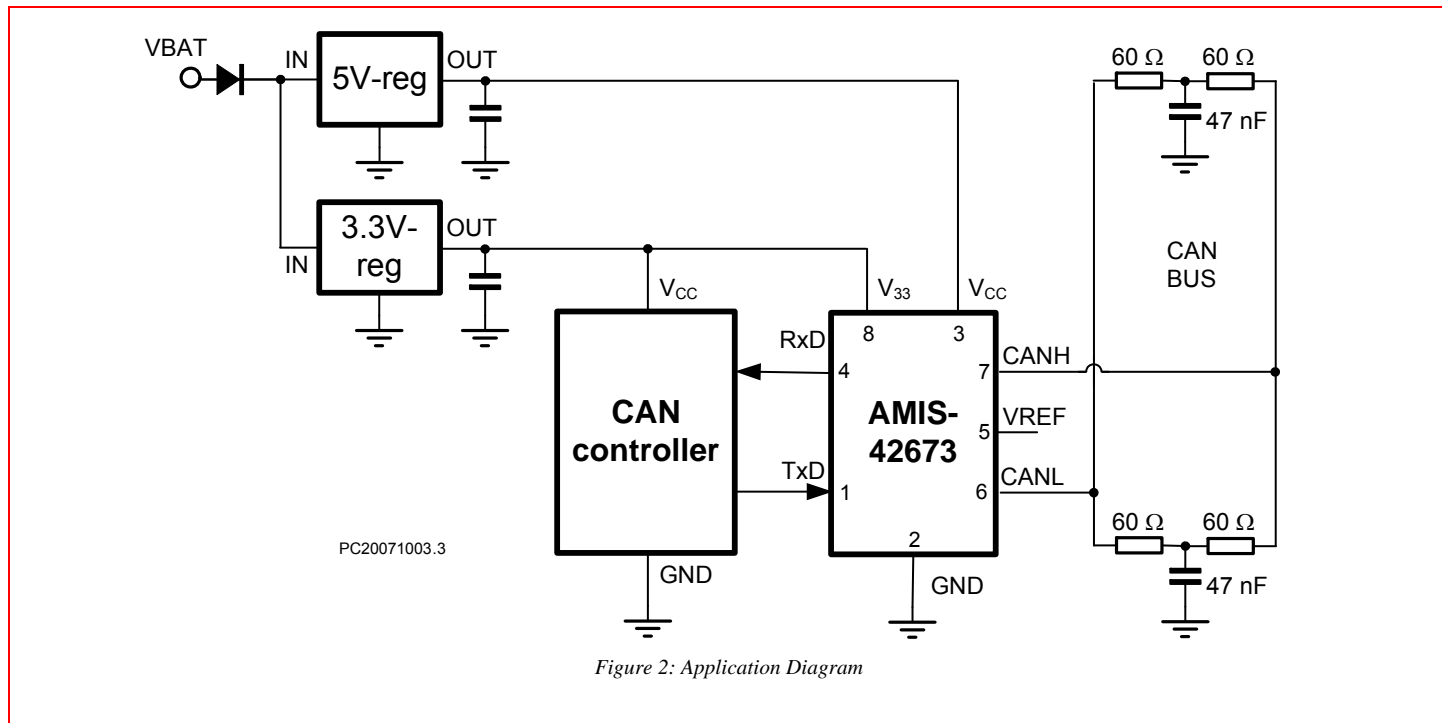 VBAT
IN
5V-reg
OUT
60 Ω
60 Ω
47 nF
3.3V-
reg
OUT
IN
CAN
BUS
VCC
V33
VCC
8
3
RxD
4
7
CANH
CAN
controller
AMIS-
42673
5
VREF
TxD
1
6
CANL
2
60 Ω
60 Ω
PC20071003.3
GND
GND
47 nF
Figure 2: Application Diagram